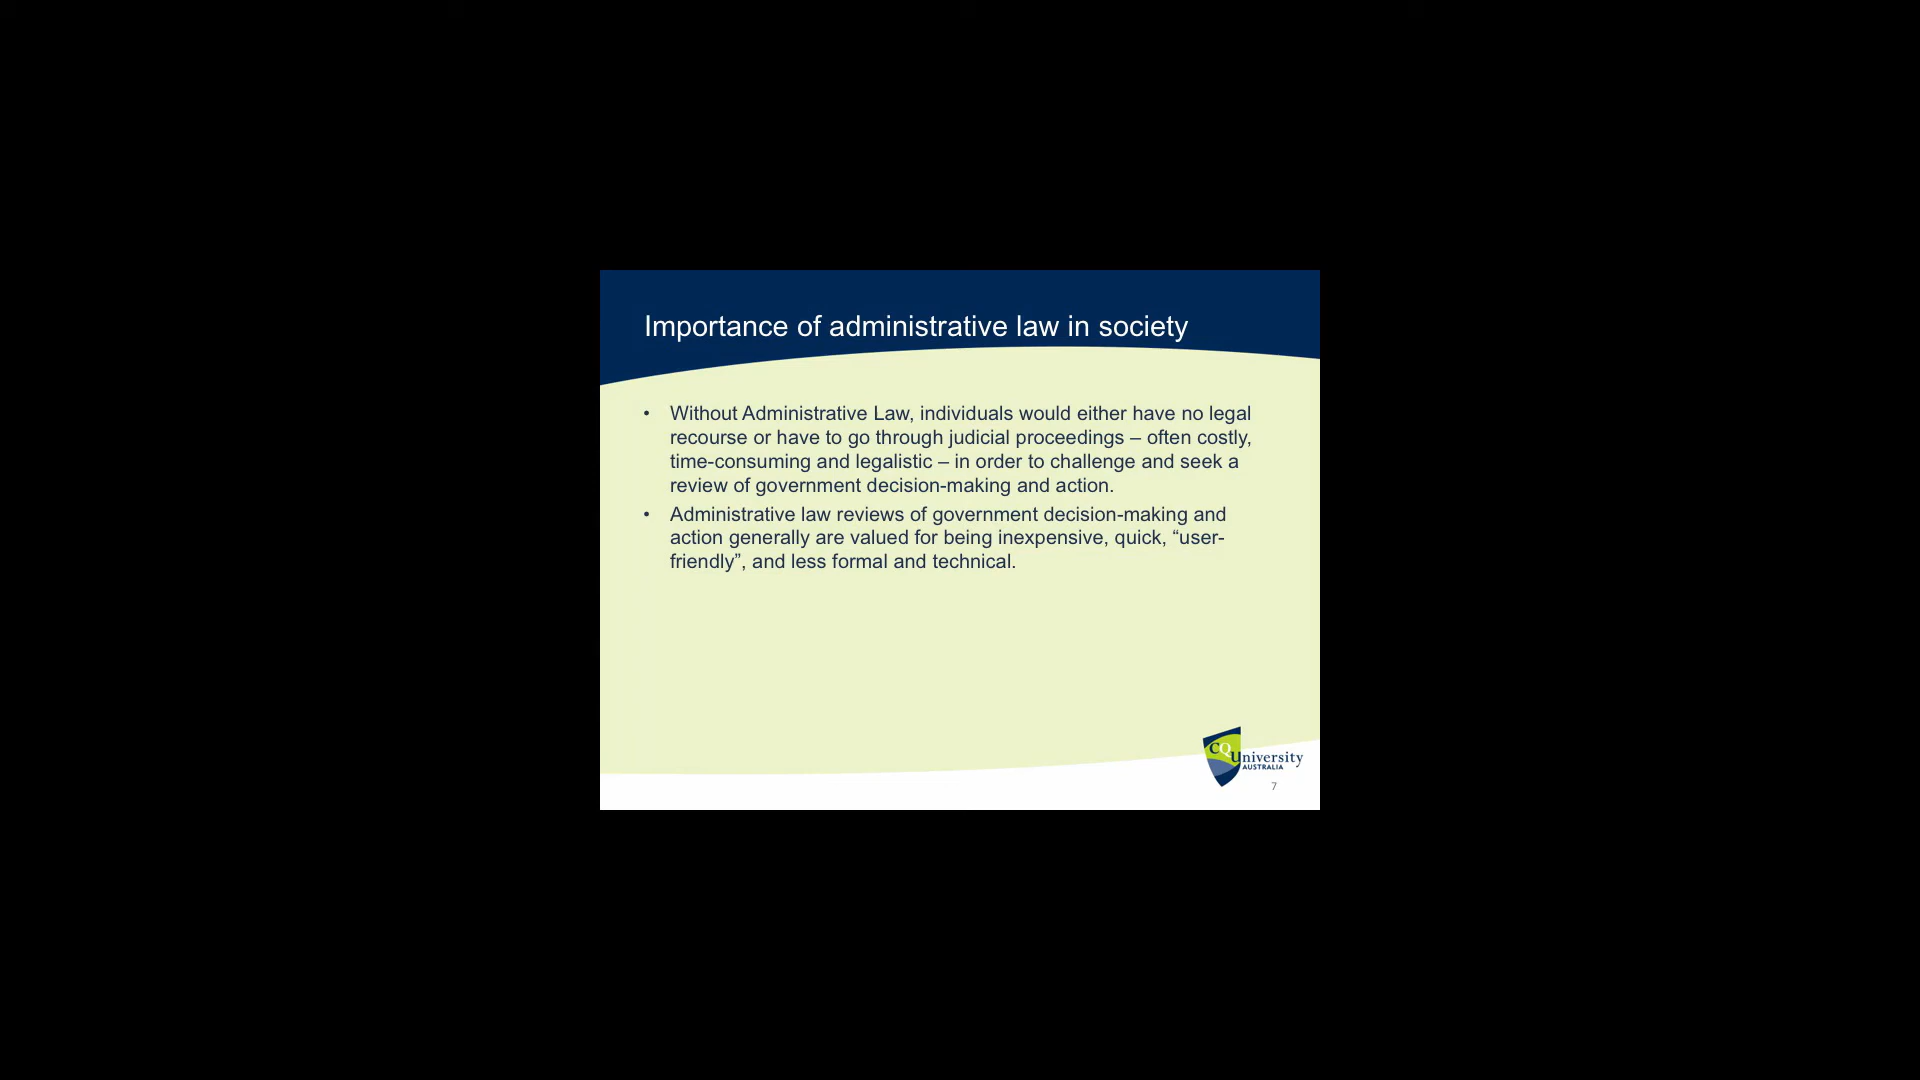 Importance of administrative law in society
• Without Administrative Law, individuals would either have no legal
recourse or have to go through judicial proceedings – often costly,
time-consuming and legalistic – in order to challenge and seek a
review of government decision-making and action.
• Administrative law reviews of government decision-making and
action generally are valued for being inexpensive, quick, “user-
friendly”, and less formal and technical.
CQUniversity
AUSTRALIA
7